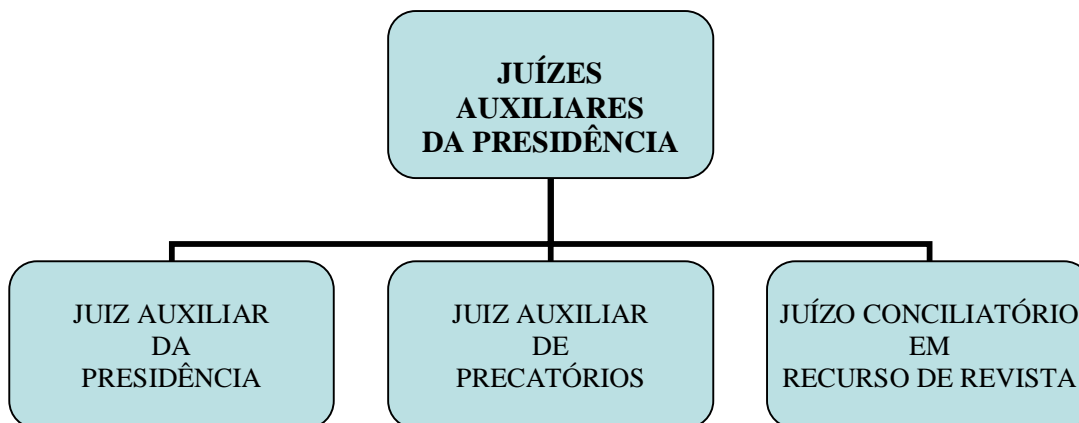 JUÍZES
AUXILIARES
DA PRESIDÊNCIA
JUIZ AUXILIAR
DA
PRESIDÊNCIA
JUIZ AUXILIAR
DE
PRECATÓRIOS
JUÍZO CONCILIATÓRIO
EM
RECURSO DE REVISTA